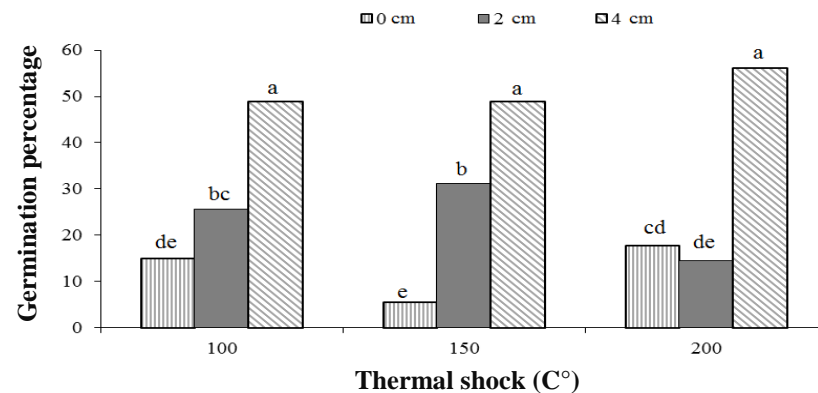 0 cm 2 cm 4 cm
Germination percentage
60
50
40
30
20
10
0
de bc a
e b a
cd de a
100 150 200
Thermal shock (C°)